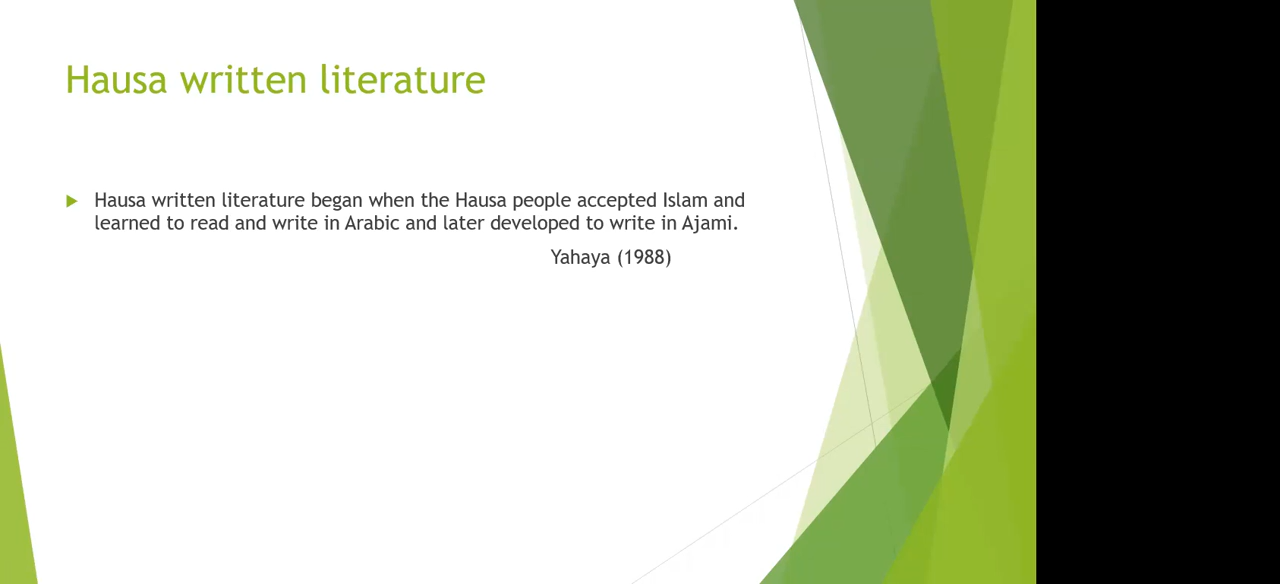 Hausa written literature
Hausa written literature began when the Hausa people accepted Islam and
learned to read and write in Arabic and later developed to write in Ajami.
Yahaya (1988)